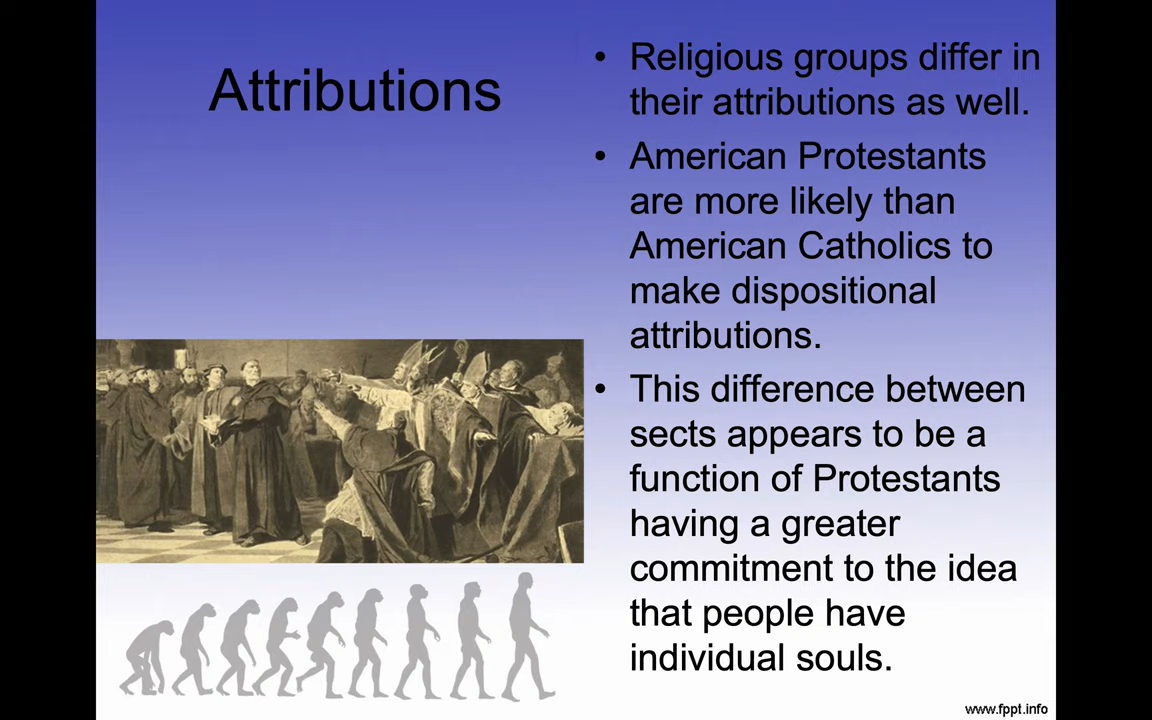 Attributions
• Religious groups differ in
their attributions as well.
• American Protestants
are more likely than
American Catholics to
make dispositional
attributions.
• This difference between
sects appears to be a
function of Protestants
having a greater
commitment to the idea
that people have
individual souls.
www.fppt.info